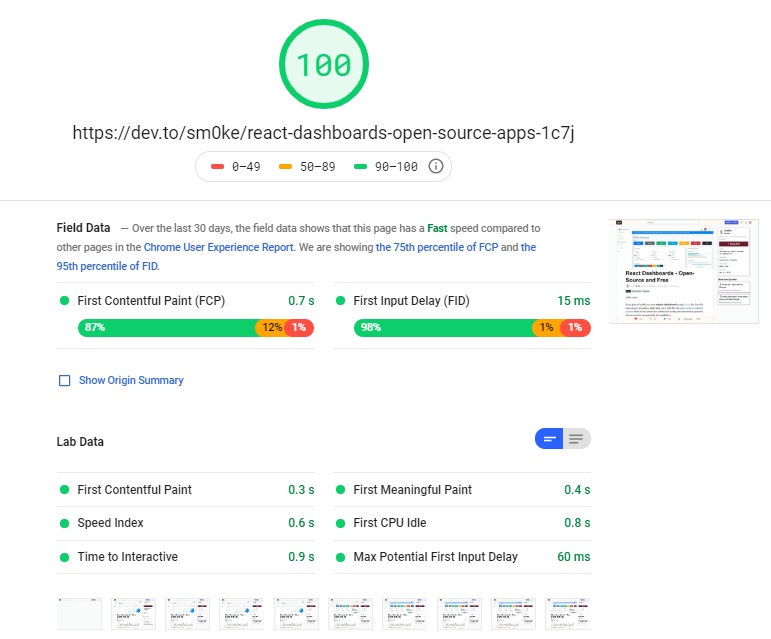 100
https://dev.to/sm0ke/react-dashboards-open-source-apps-1c7j
0–49 50–89 90–100
Field Data — Over the last 30 days, the field data shows that this page has a Fast speed compared to
other pages in the Chrome User Experience Report. We are showing the 75th percentile of FCP and the
95th percentile of FID.
React Dashboards - Open-
Source and Free
First Contentful Paint (FCP) 0.7 s First Input Delay (FID) 15 ms
87% 12% 1% 98% 1% 1%
Show Origin Summary
Lab Data
First Contentful Paint 0.3 s First Meaningful Paint 0.4 s
Speed Index 0.6 s First CPU Idle 0.8 s
Time to Interactive 0.9 s Max Potential First Input Delay 60 ms